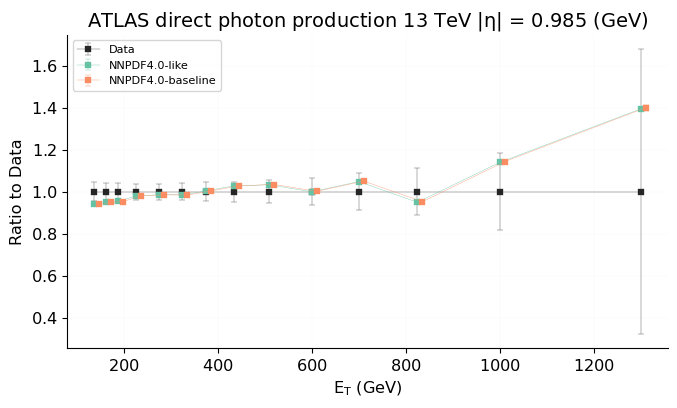 ATLAS direct photon production 13 TeV |η| = 0.985 (GeV)
Data
NNPDF4.0-like
NNPDF4.0-baseline
Ratio to Data
1.6
1.4
1.2
1.0
0.8
0.6
0.4
200 400 600 800 1000 1200
E_T (GeV)